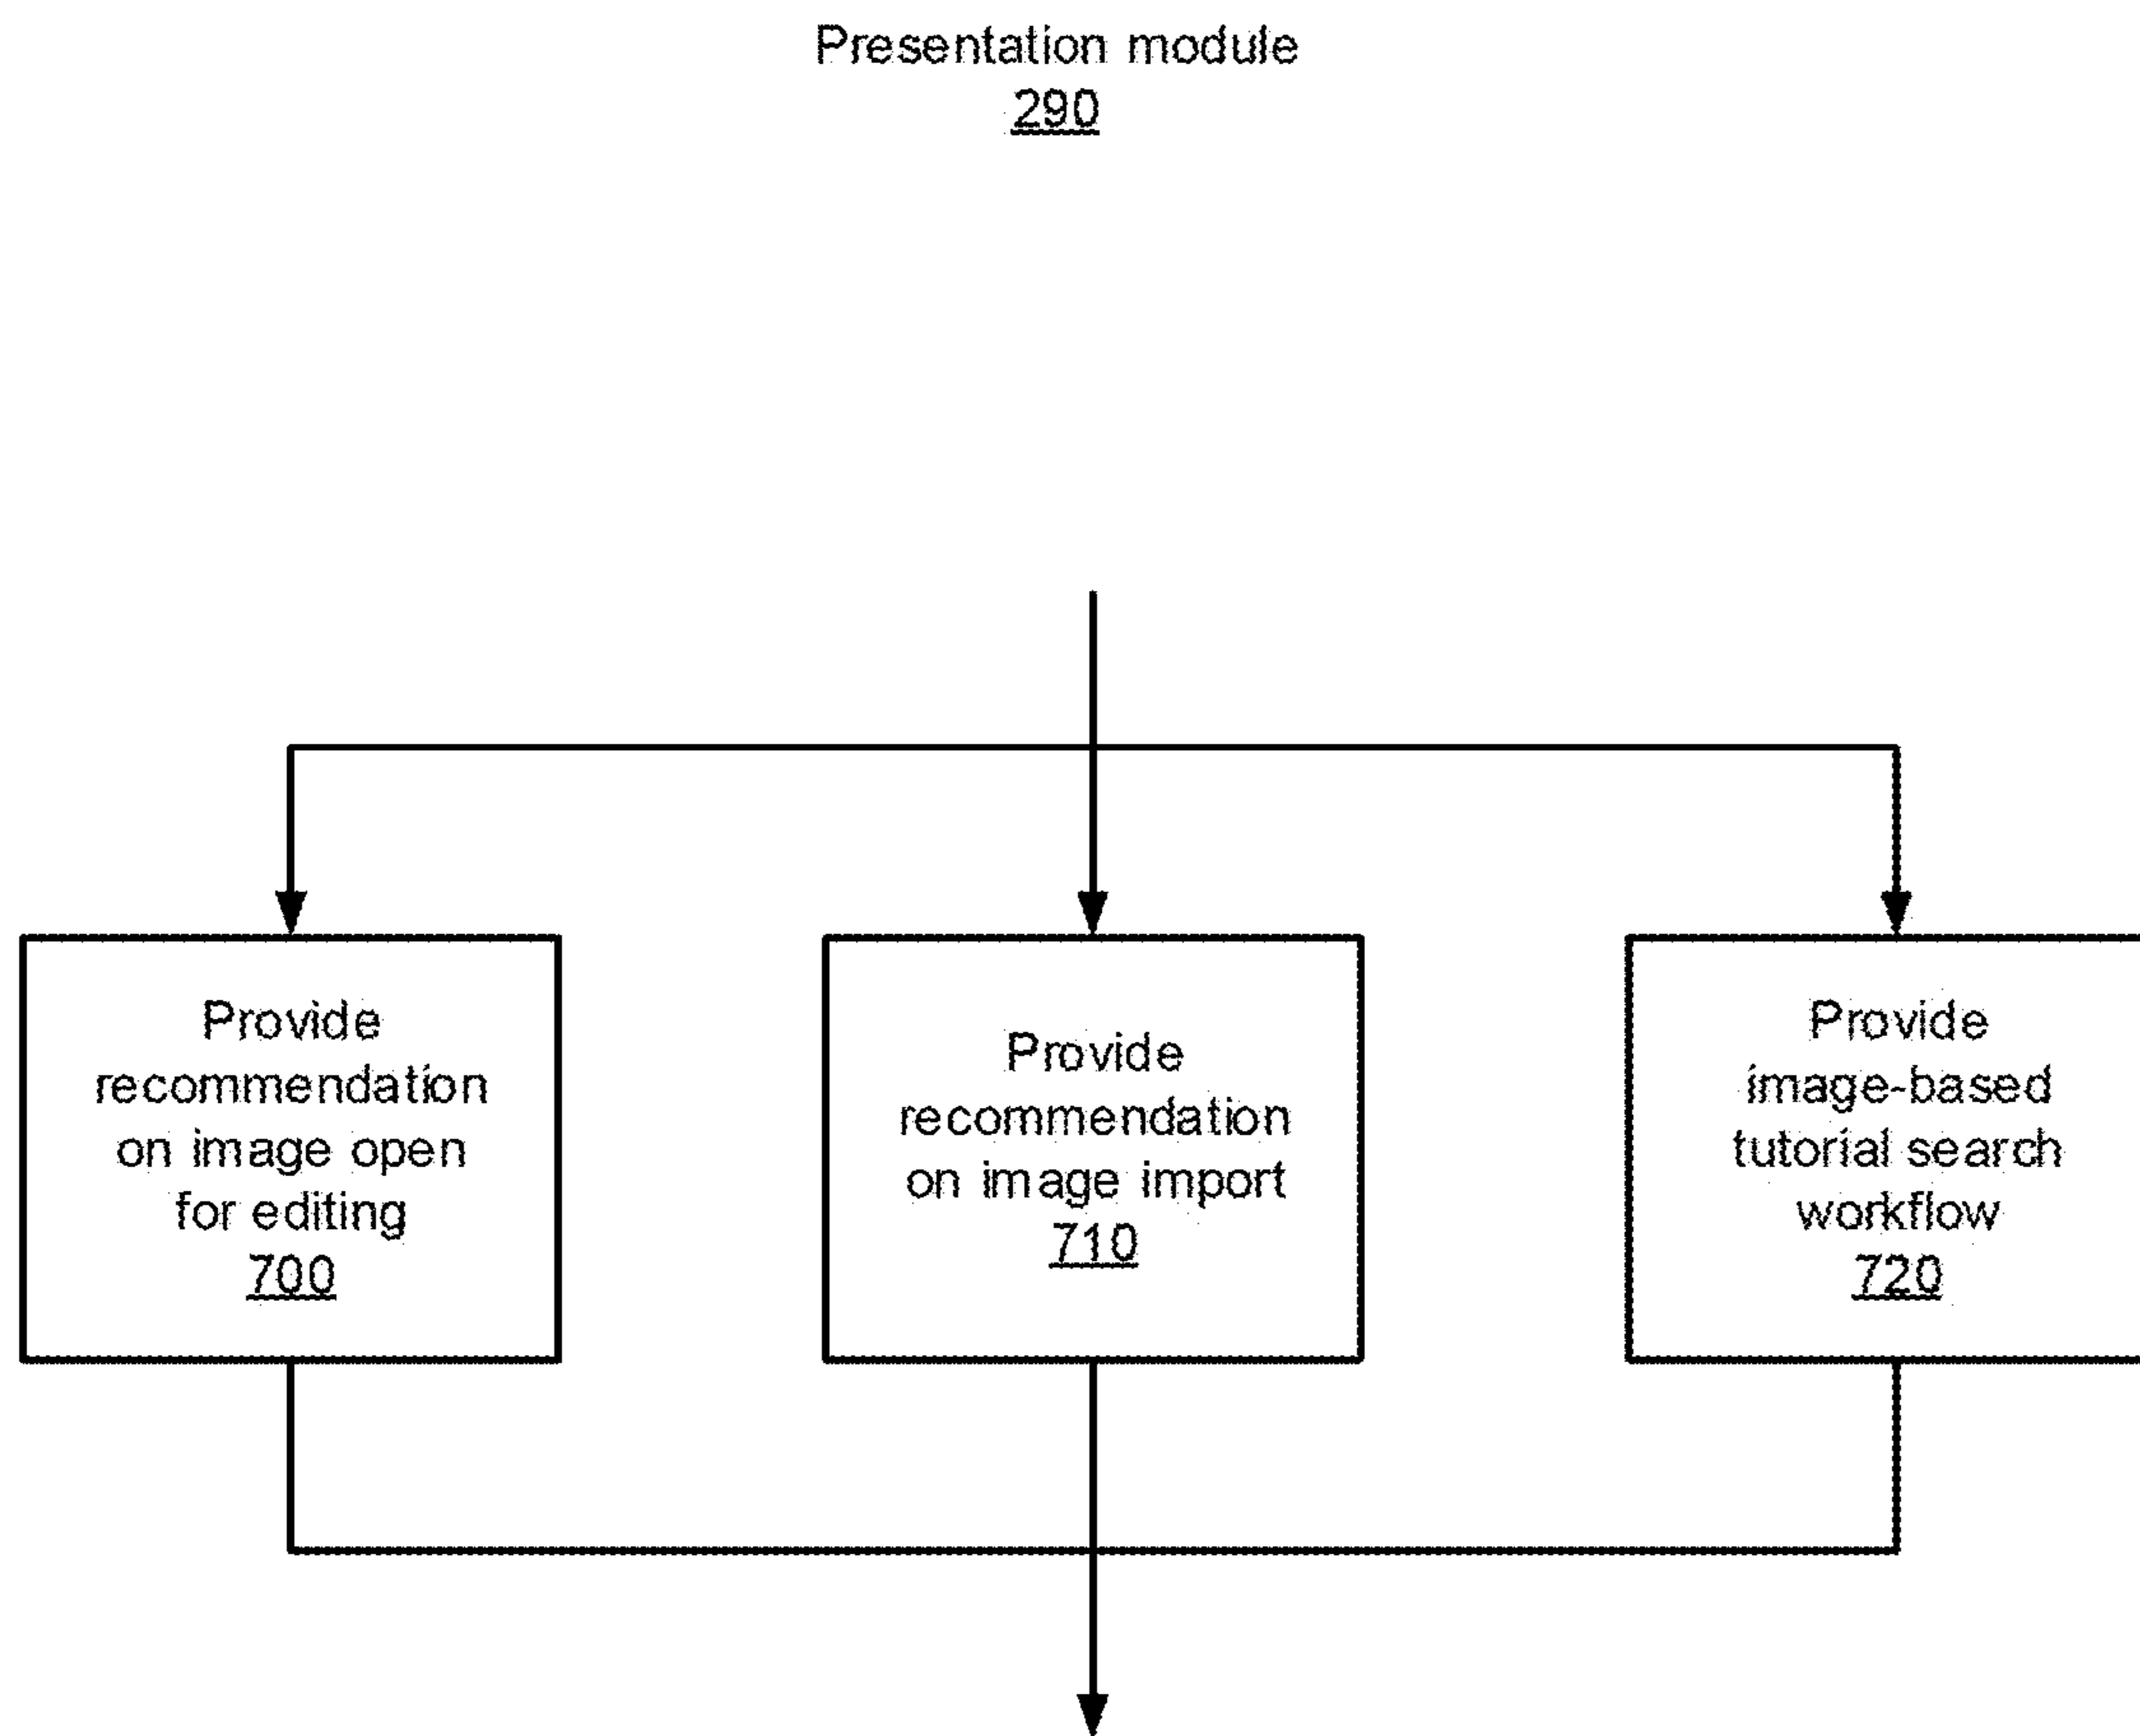 Presentation module
290
Provide
recommendation
on image open
for editing
700
Provide
recommendation
on image import
710
Provide
image-based
tutorial search
workflow
720